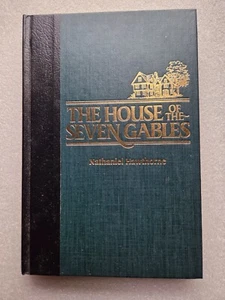 THE HOUSE OF THE
SEVEN GABLES
Nathaniel Hawthorne